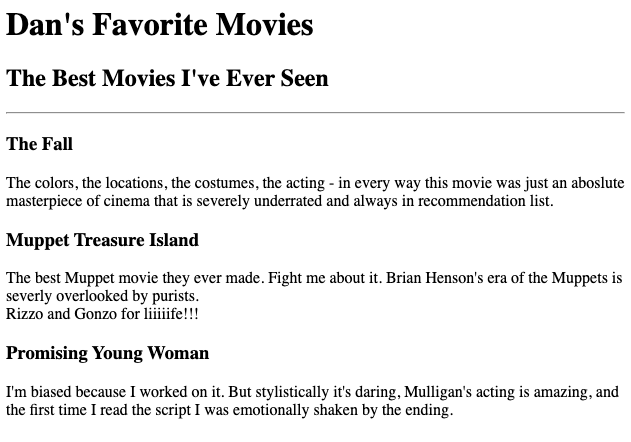 Dan's Favorite Movies
The Best Movies I've Ever Seen
The Fall
The colors, the locations, the costumes, the acting - in every way this movie was just an aboslute
masterpiece of cinema that is severely underrated and always in recommendation list.
Muppet Treasure Island
The best Muppet movie they ever made. Fight me about it. Brian Henson's era of the Muppets is
severly overlooked by purists.
Rizzo and Gonzo for liiiiife!!!
Promising Young Woman
I'm biased because I worked on it. But stylistically it's daring, Mulligan's acting is amazing, and
the first time I read the script I was emotionally shaken by the ending.